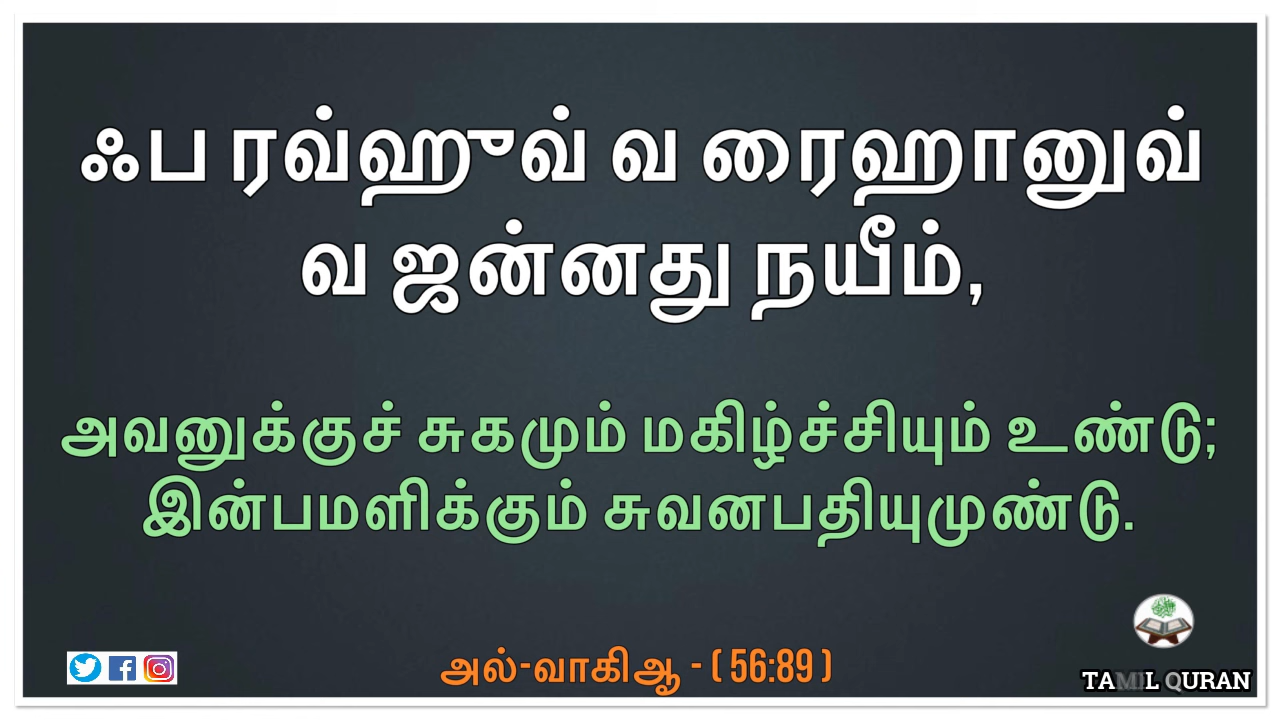 ஃப ரவ்ஹுவ் வ ரைஹானுவ்
வ ஜன்னது நயீம்,
அவனுக்குச் சுகமும் மகிழ்ச்சியும் உண்டு;
இன்பமளிக்கும் சுவனபதியுமுண்டு.
அல்-வாகிஆ - ( 56:89 )
TAMIL QURAN